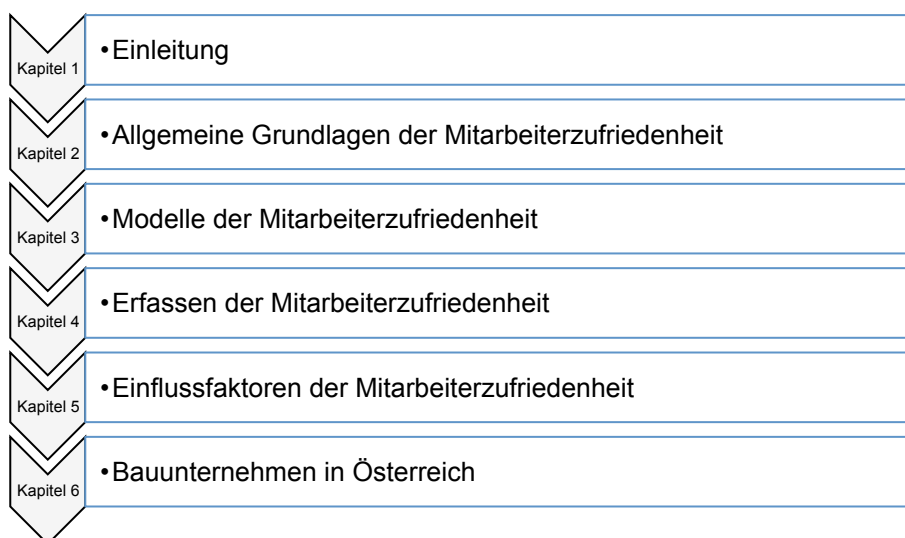 Kapitel 1
•Einleitung
Kapitel 2
•Allgemeine Grundlagen der Mitarbeiterzufriedenheit
Kapitel 3
•Modelle der Mitarbeiterzufriedenheit
Kapitel 4
•Erfassen der Mitarbeiterzufriedenheit
Kapitel 5
•Einflussfaktoren der Mitarbeiterzufriedenheit
Kapitel 6
•Bauunternehmen in Österreich